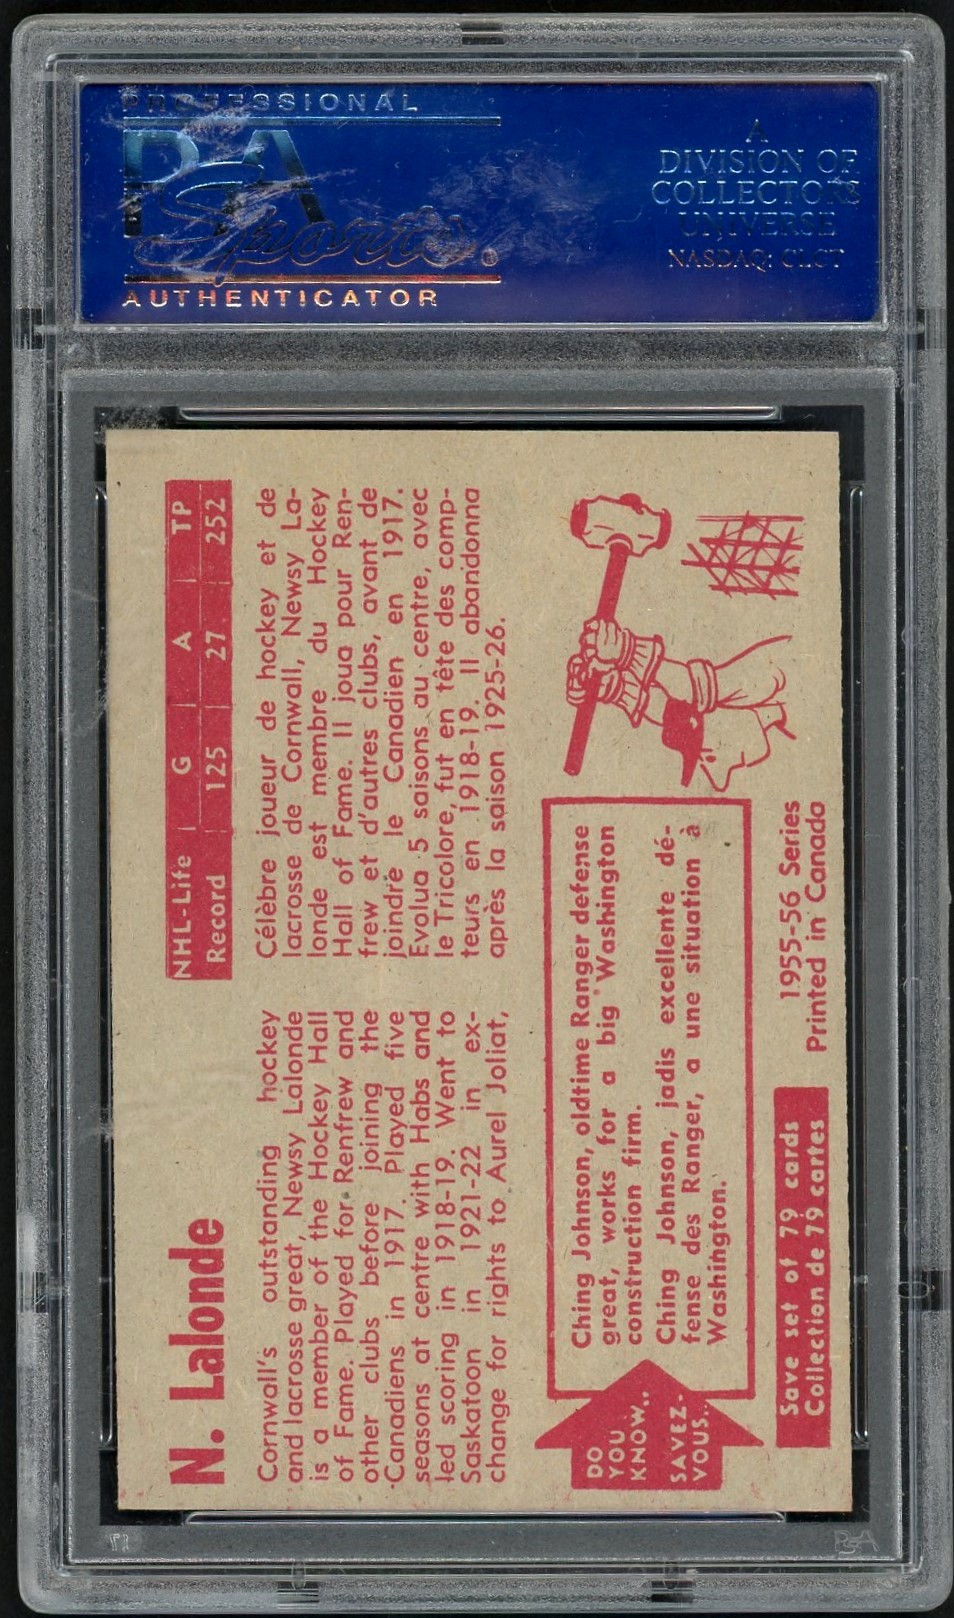 PROFESSIONAL
PSA
Sports
AUTHENTICATOR
A
DIVISION OF
COLLECTORS
UNIVERSE
NASDAQ: CLCT
N. Lalonde
NHL-Life G A TP
Record 125 27 252
Cornwall's outstanding hockey
and lacrosse great, Newsy Lalonde
is a member of the Hockey Hall
of Fame. Played for Renfrew and
other clubs before joining the
Canadiens in 1917. Played five
seasons at centre with Habs and
led scoring in 1918-19. Went to
Saskatoon in 1921-22 in ex-
change for rights to Aurel Joliat,
Célèbre joueur de hockey et de
lacrosse de Cornwall, Newsy La-
londe est membre du Hockey
Hall of Fame. Il joua pour Ren-
frew et d'autres clubs, avant de
joindre le Canadien en 1917.
Evolua 5 saisons au centre, avec
le Tricolore, fut en tête des comp-
teurs en 1918-19. Il abandonna
après la saison 1925-26.
DO
YOU
KNOW..
SAVEZ-
VOUS..
Ching Johnson, oldtime Ranger defense
great, works for a big Washington
construction firm.
Ching Johnson, jadis excellente dé-
fense des Ranger, a une situation à
Washington.
Save set of 79 cards
Collection de 79 cartes
1955-56 Series
Printed in Canada
PSA